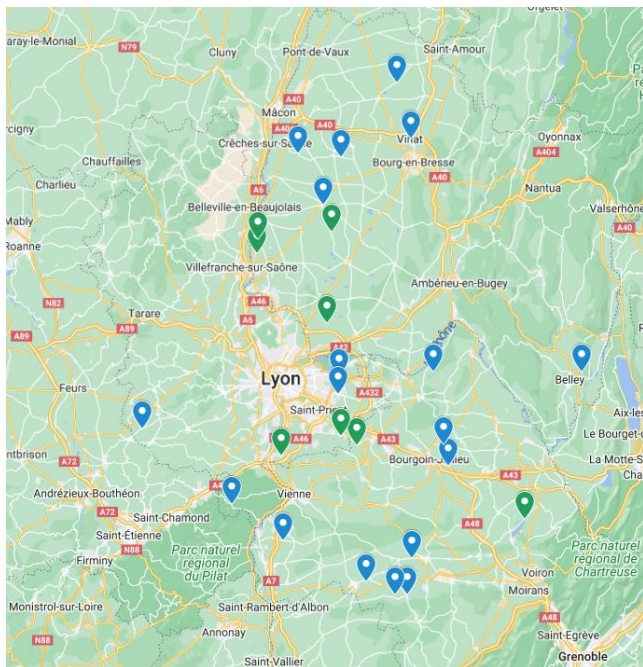 Orgelet
aray-le-Monial
N79
Cluny
Pont-de-Vaux
Saint-Amour
A40
Mâcon
A40
Viriat
Oyonnax
Crêches-sur-Saône
Bourg-en-Bresse
A404
Chauffailles
A40
Charlieu
A6
Nantua
Belleville-en-Beaujolais
Valserhône
Mably
Roanne
A40
Villefranche-sur-Saône
Ambérieu-en-Bugey
N82
A46
Tarare
A6
A89
A89
A42
Rhône
Lyon
Belley
Feurs
A432
Aix-les
Saint-Priest
A46
A43
Le Bourget-d
ntbrison
A72
Bourgoin-Jallieu
La Motte-S
A43
Cha
Andrézieux-Bouthéon
Vienne
A72
Saint-Chamond
A48
Saint-Étienne
N88
Parc naturel
régional
du Pilat
Parc natu
régional de
Chartreuse
Firminy
Voiron
A7
Moirans
Monistrol-sur-Loire
Saint-Rambert-d'Albon
A48
Annonay
Saint-Egrève
N88
Saint-Vallier
Grenoble